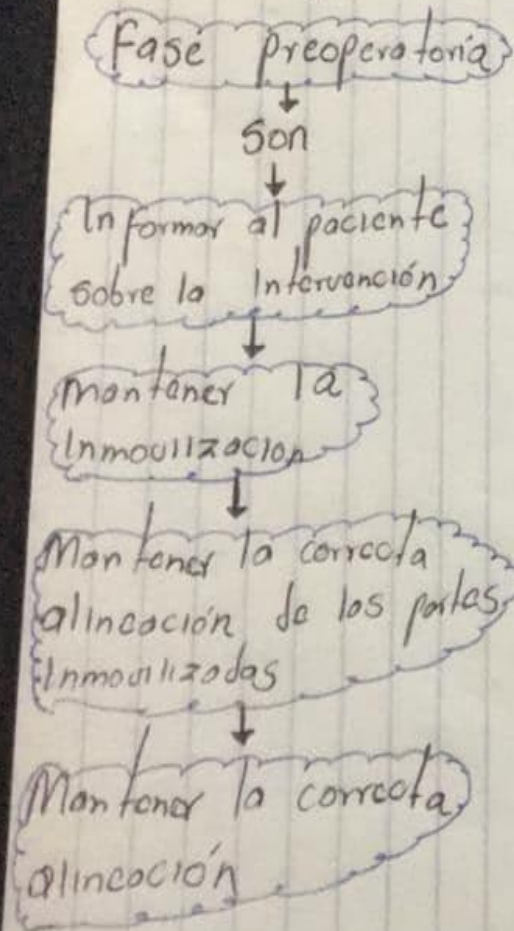 Fase preoperatoria
Son
Informar al paciente
sobre la Intervención
mantener la
Inmovilizacion
Mantener la correcta
alineación de las partes
Inmovilizadas
Mantener la correcta
alineación